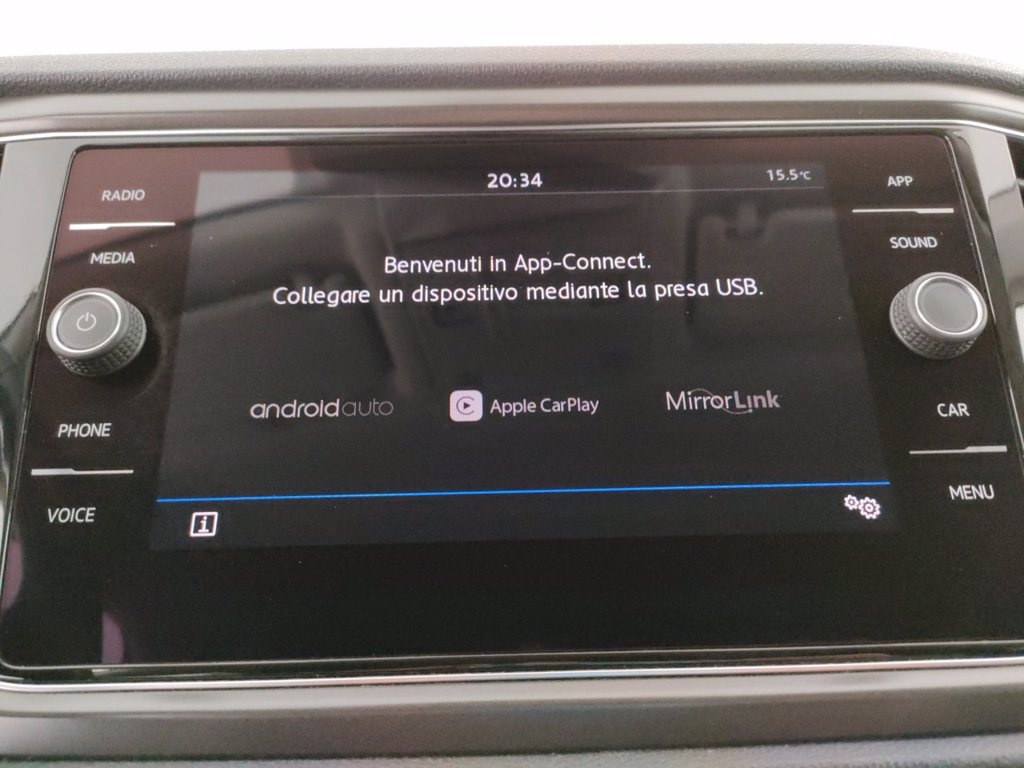 RADIO
MEDIA
PHONE
VOICE
20:34
15.5°C
Benvenuti in App-Connect.
Collegare un dispositivo mediante la presa USB.
androidauto
Apple CarPlay
MirrorLink
i
APP
SOUND
CAR
MENU